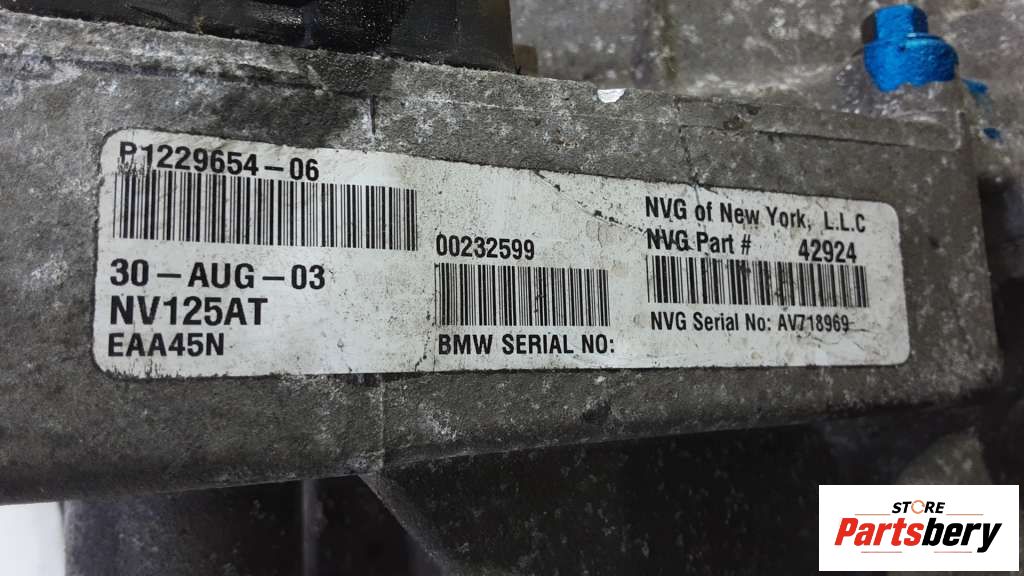 P1229654-06
30-AUG-03
NV125AT
EAA45N
00232599
BMW SERIAL NO:
NVG of New York, L.L.C
NVG Part # 42924
NVG Serial No: AV718969
STORE
Partsbery